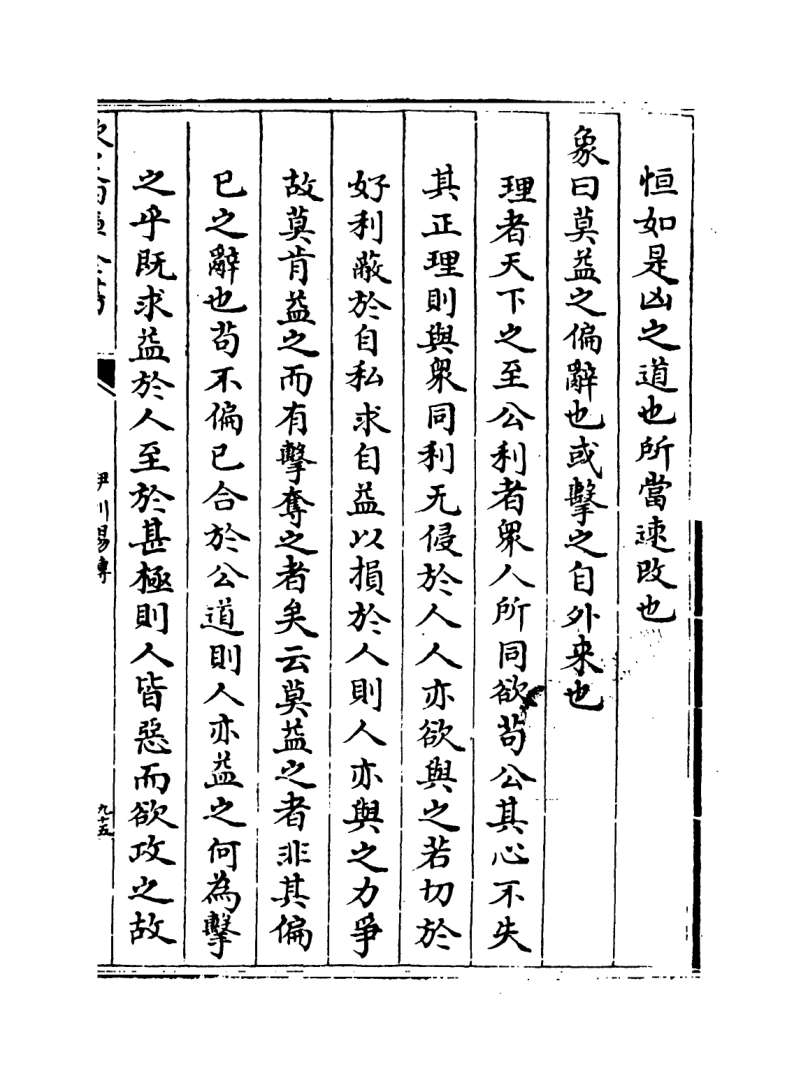 恒如是凶之道也所當速改也
象曰莫益之偏辭也或擊之自外來也
理者天下之至公利者衆人所同欲苟公其心不失
其正理則與衆同利无侵於人人亦欲與之若切於
好利蔽於自私求自益以損於人則人亦與之力爭
故莫肯益之而有擊奪之者矣云莫益之者非其偏
已之辭也苟不偏已合於公道則人亦益之何為擊
之乎既求益於人至於甚極則人皆惡而欲攻之故
伊川易傳
九十五